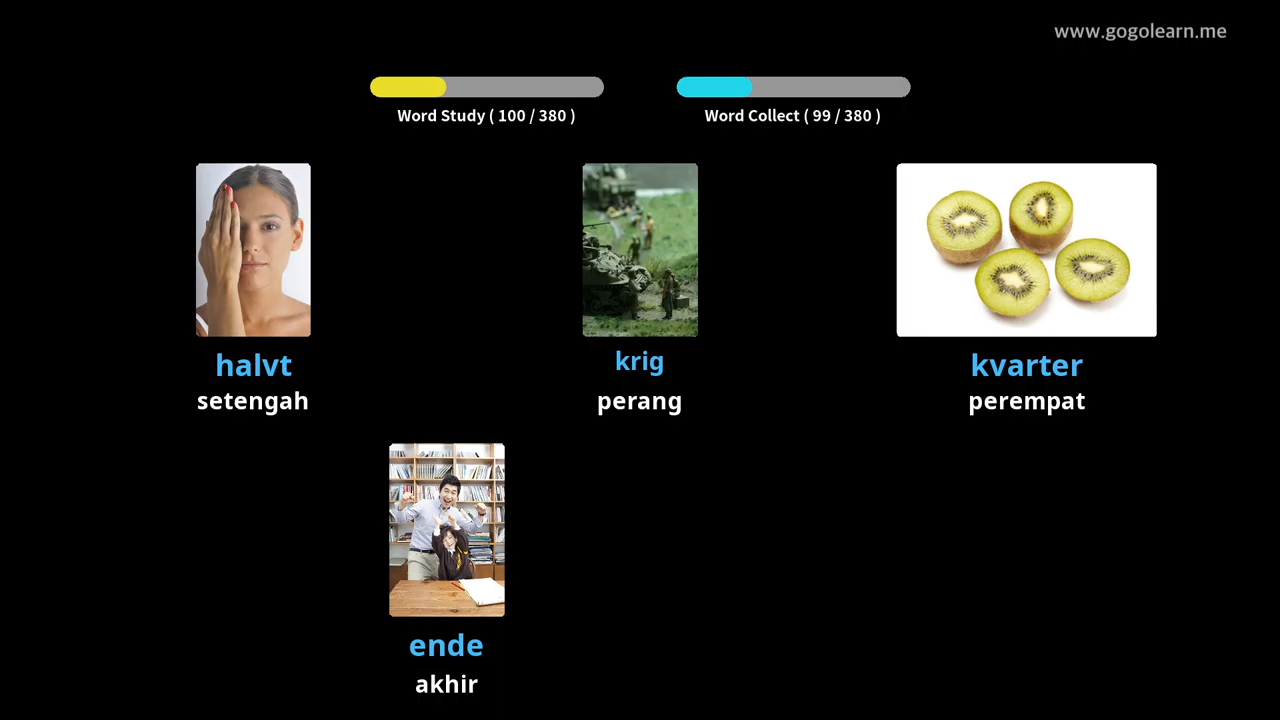 www.gogolearn.me
Word Study ( 100 / 380 )
Word Collect ( 99 / 380 )
halvt
setengah
krig
perang
kvarter
perempat
ende
akhir